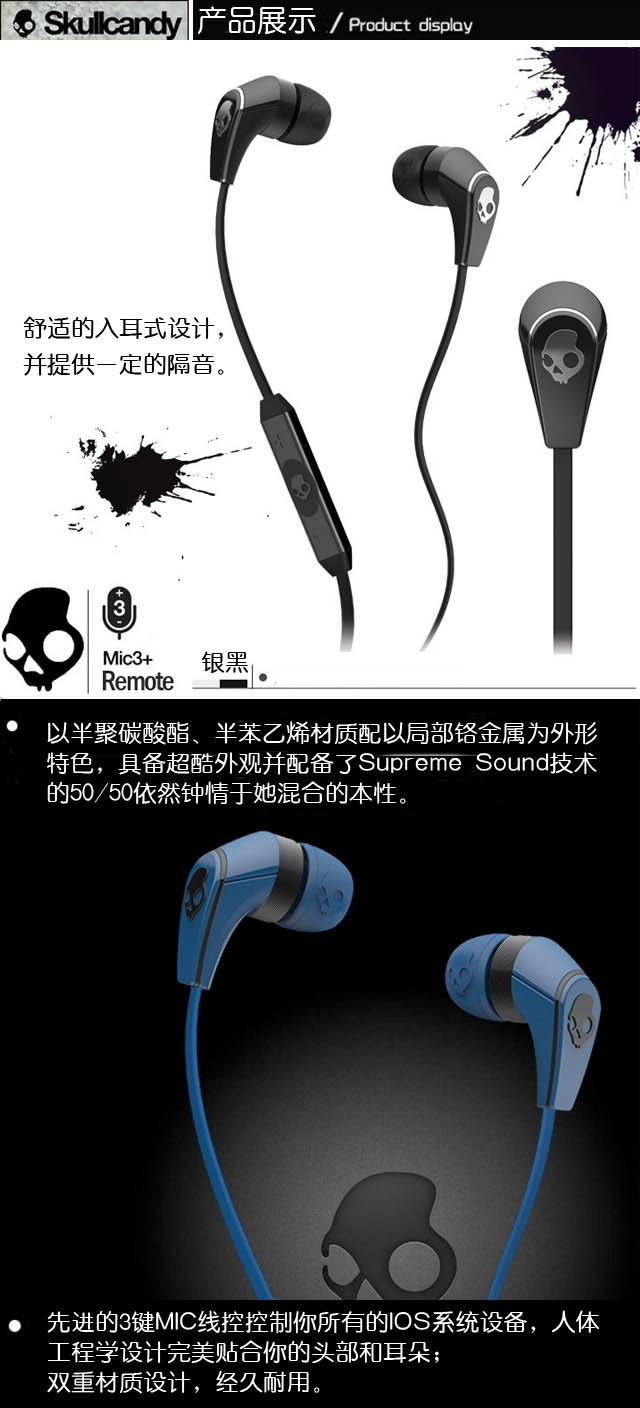 Skullcandy 产品展示 / Product display
舒适的入耳式设计，
并提供一定的隔音。
+
3
-
Mic3+
Remote
银黑
以半聚碳酸酯、半苯乙烯材质配以局部铬金属为外形
特色，具备超酷外观并配备了Supreme Sound技术
的50/50依然钟情于她混合的本性。
先进的3键MIC线控控制你所有的IOS系统设备，人体
工程学设计完美贴合你的头部和耳朵；
双重材质设计，经久耐用。